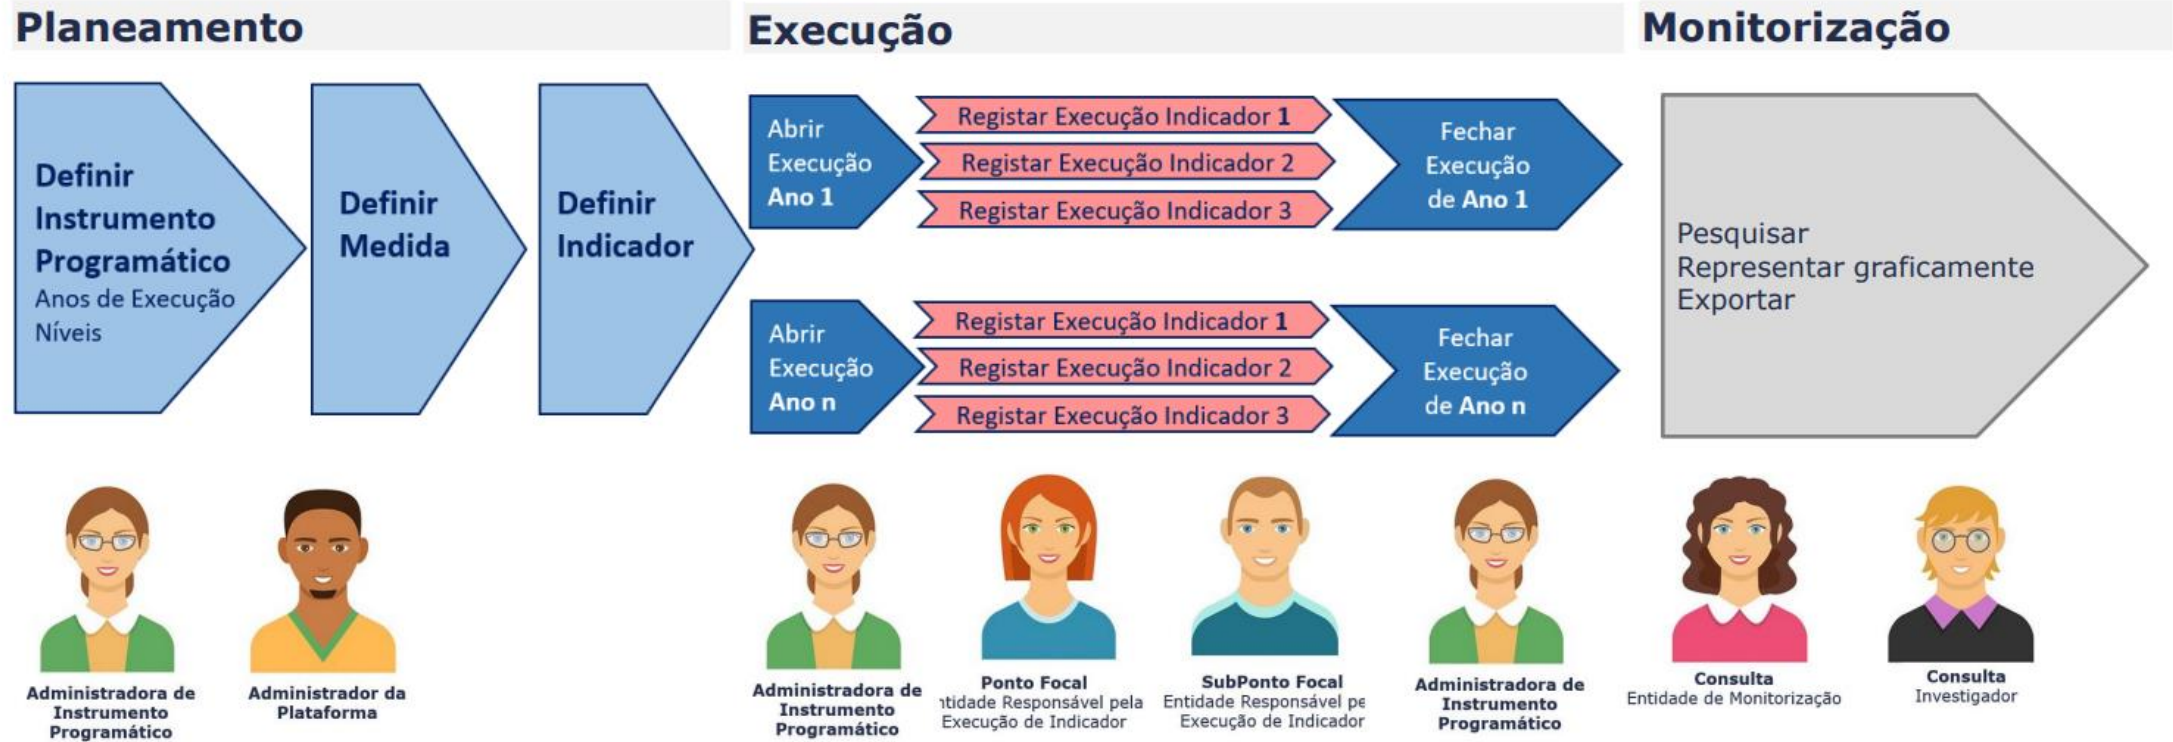 Planeamento
Execução
Monitorização
Definir
Instrumento
Programático
Anos de Execução
Níveis
Definir
Medida
Definir
Indicador
Abrir
Execução
Ano 1
Registar Execução Indicador 1
Registar Execução Indicador 2
Registar Execução Indicador 3
Fechar
Execução
de Ano 1
Abrir
Execução
Ano n
Registar Execução Indicador 1
Registar Execução Indicador 2
Registar Execução Indicador 3
Fechar
Execução
de Ano n
Pesquisar
Representar graficamente
Exportar
Administradora de
Instrumento
Programático
Administrador da
Plataforma
Administradora de
Instrumento
Programático
Ponto Focal
ntidade Responsável pela
Execução de Indicador
SubPonto Focal
Entidade Responsável pe
Execução de Indicador
Administradora de
Instrumento
Programático
Consulta
Entidade de Monitorização
Consulta
Investigador